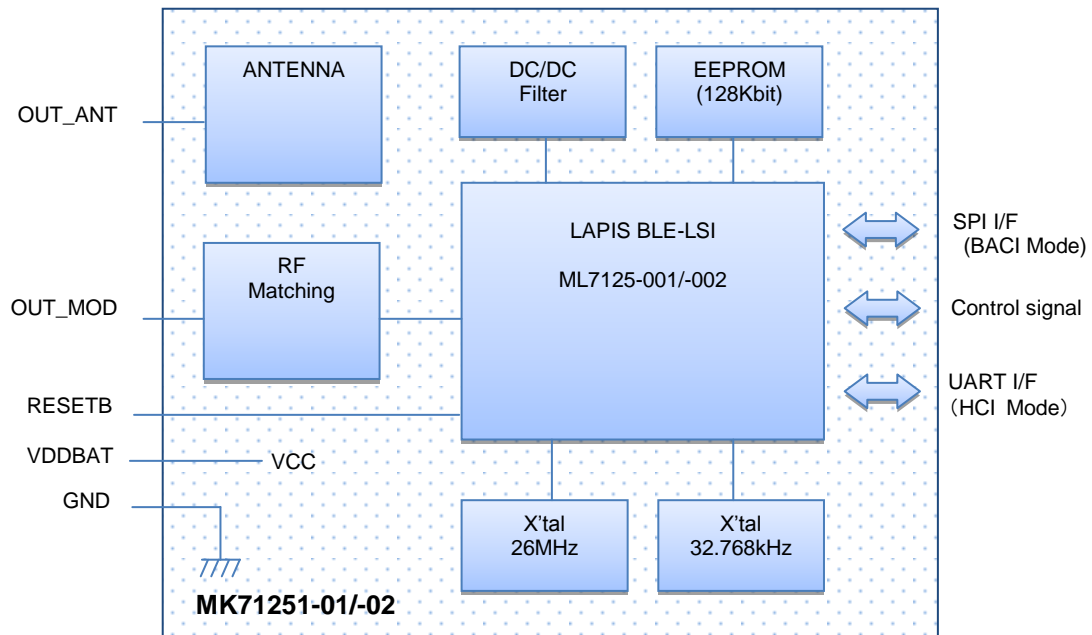 ANTENNA
DC/DC
Filter
EEPROM
(128Kbit)
OUT_ANT
LAPIS BLE-LSI
ML7125-001/-002
SPI I/F
(BACI Mode)
RF
Matching
OUT_MOD
Control signal
UART I/F
（HCI Mode）
RESETB
VDDBAT
VCC
GND
X'tal
26MHz
X'tal
32.768kHz
MK71251-01/-02